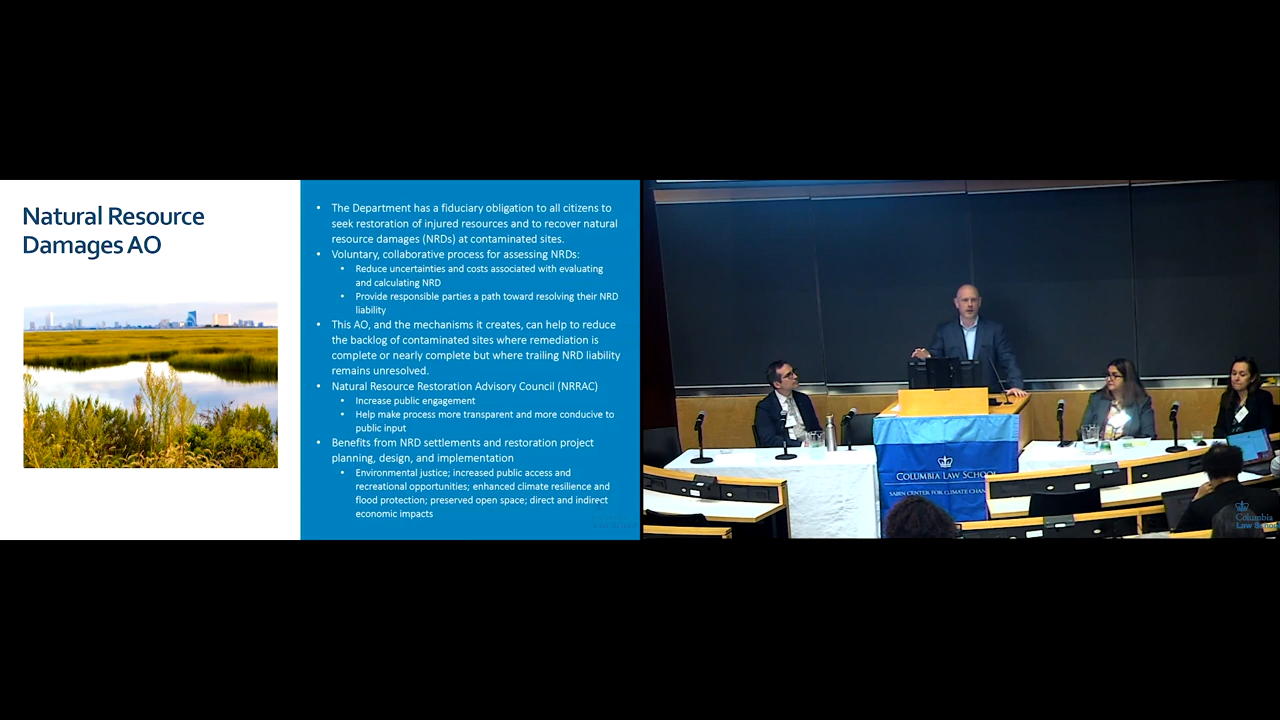 Natural Resource
Damages AO
• The Department has a fiduciary obligation to all citizens to
seek restoration of injured resources and to recover natural
resource damages (NRDs) at contaminated sites.
• Voluntary, collaborative process for assessing NRDs:
• Reduce uncertainties and costs associated with evaluating
and calculating NRD
• Provide responsible parties a path toward resolving their NRD
liability
• This AO, and the mechanisms it creates, can help to reduce
the backlog of contaminated sites where remediation is
complete or nearly complete but where trailing NRD liability
remains unresolved.
• Natural Resource Restoration Advisory Council (NRRAC)
• Increase public engagement
• Help make process more transparent and more conducive to
public input
• Benefits from NRD settlements and restoration project
planning, design, and implementation
• Environmental justice; increased public access and
recreational opportunities; enhanced climate resilience and
flood protection; preserved open space; direct and indirect
economic impacts
COLUMBIA LAW SCHOOL
SABIN CENTER FOR CLIMATE CHAN
Columbia
Law School